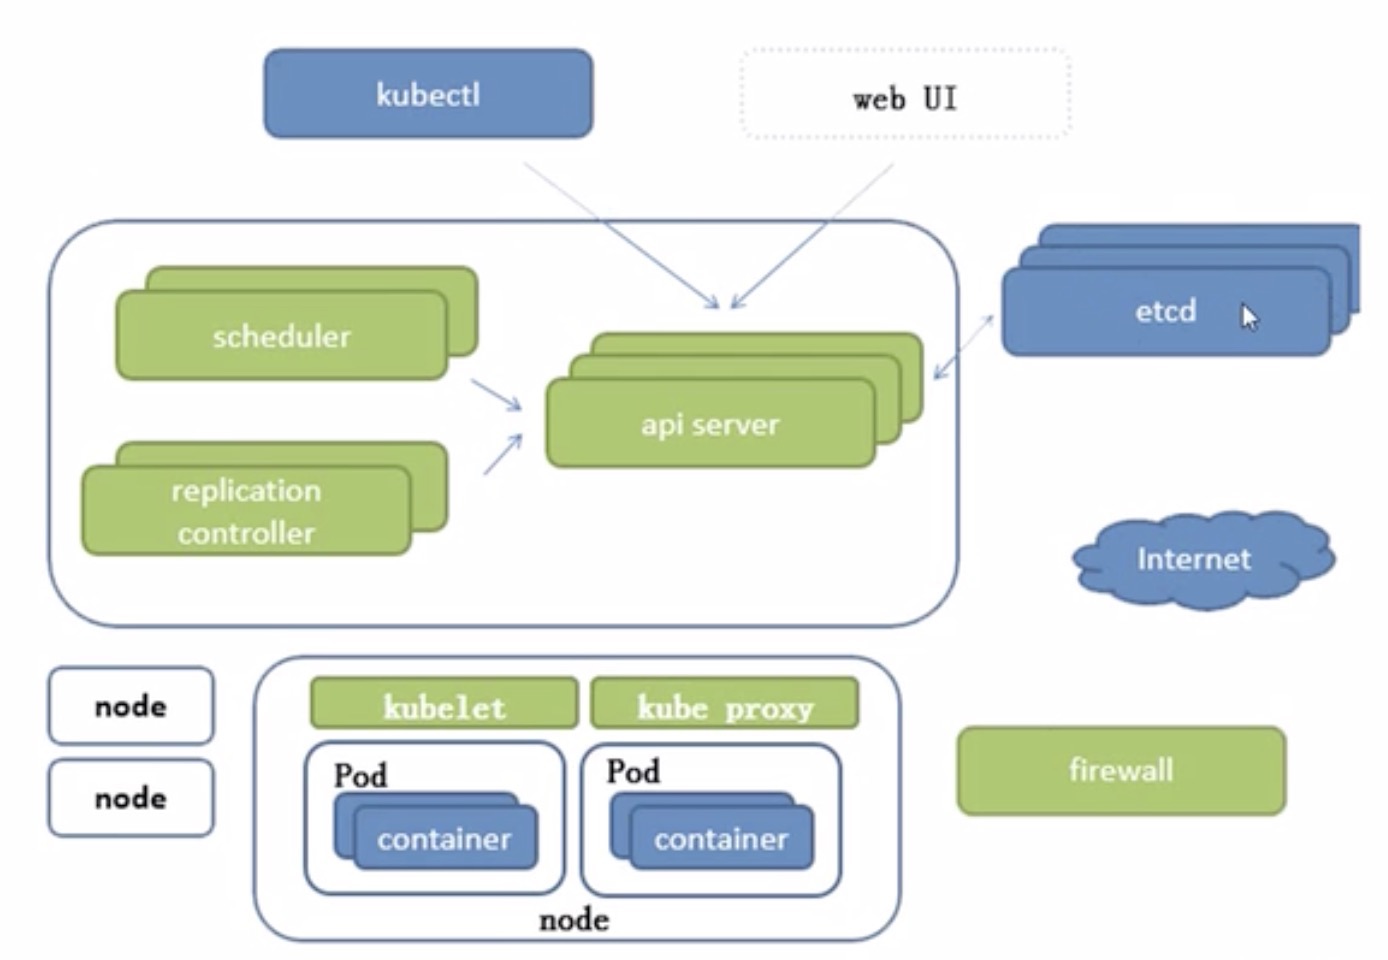 kubectl
web UI
scheduler
etcd
api server
replication
controller
Internet
node
node
kubelet
kube proxy
Pod
container
Pod
container
node
firewall